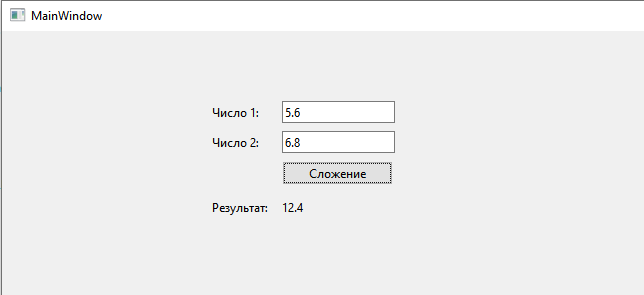 MainWindow
Число 1: 5.6
Число 2: 6.8
Сложение
Результат: 12.4